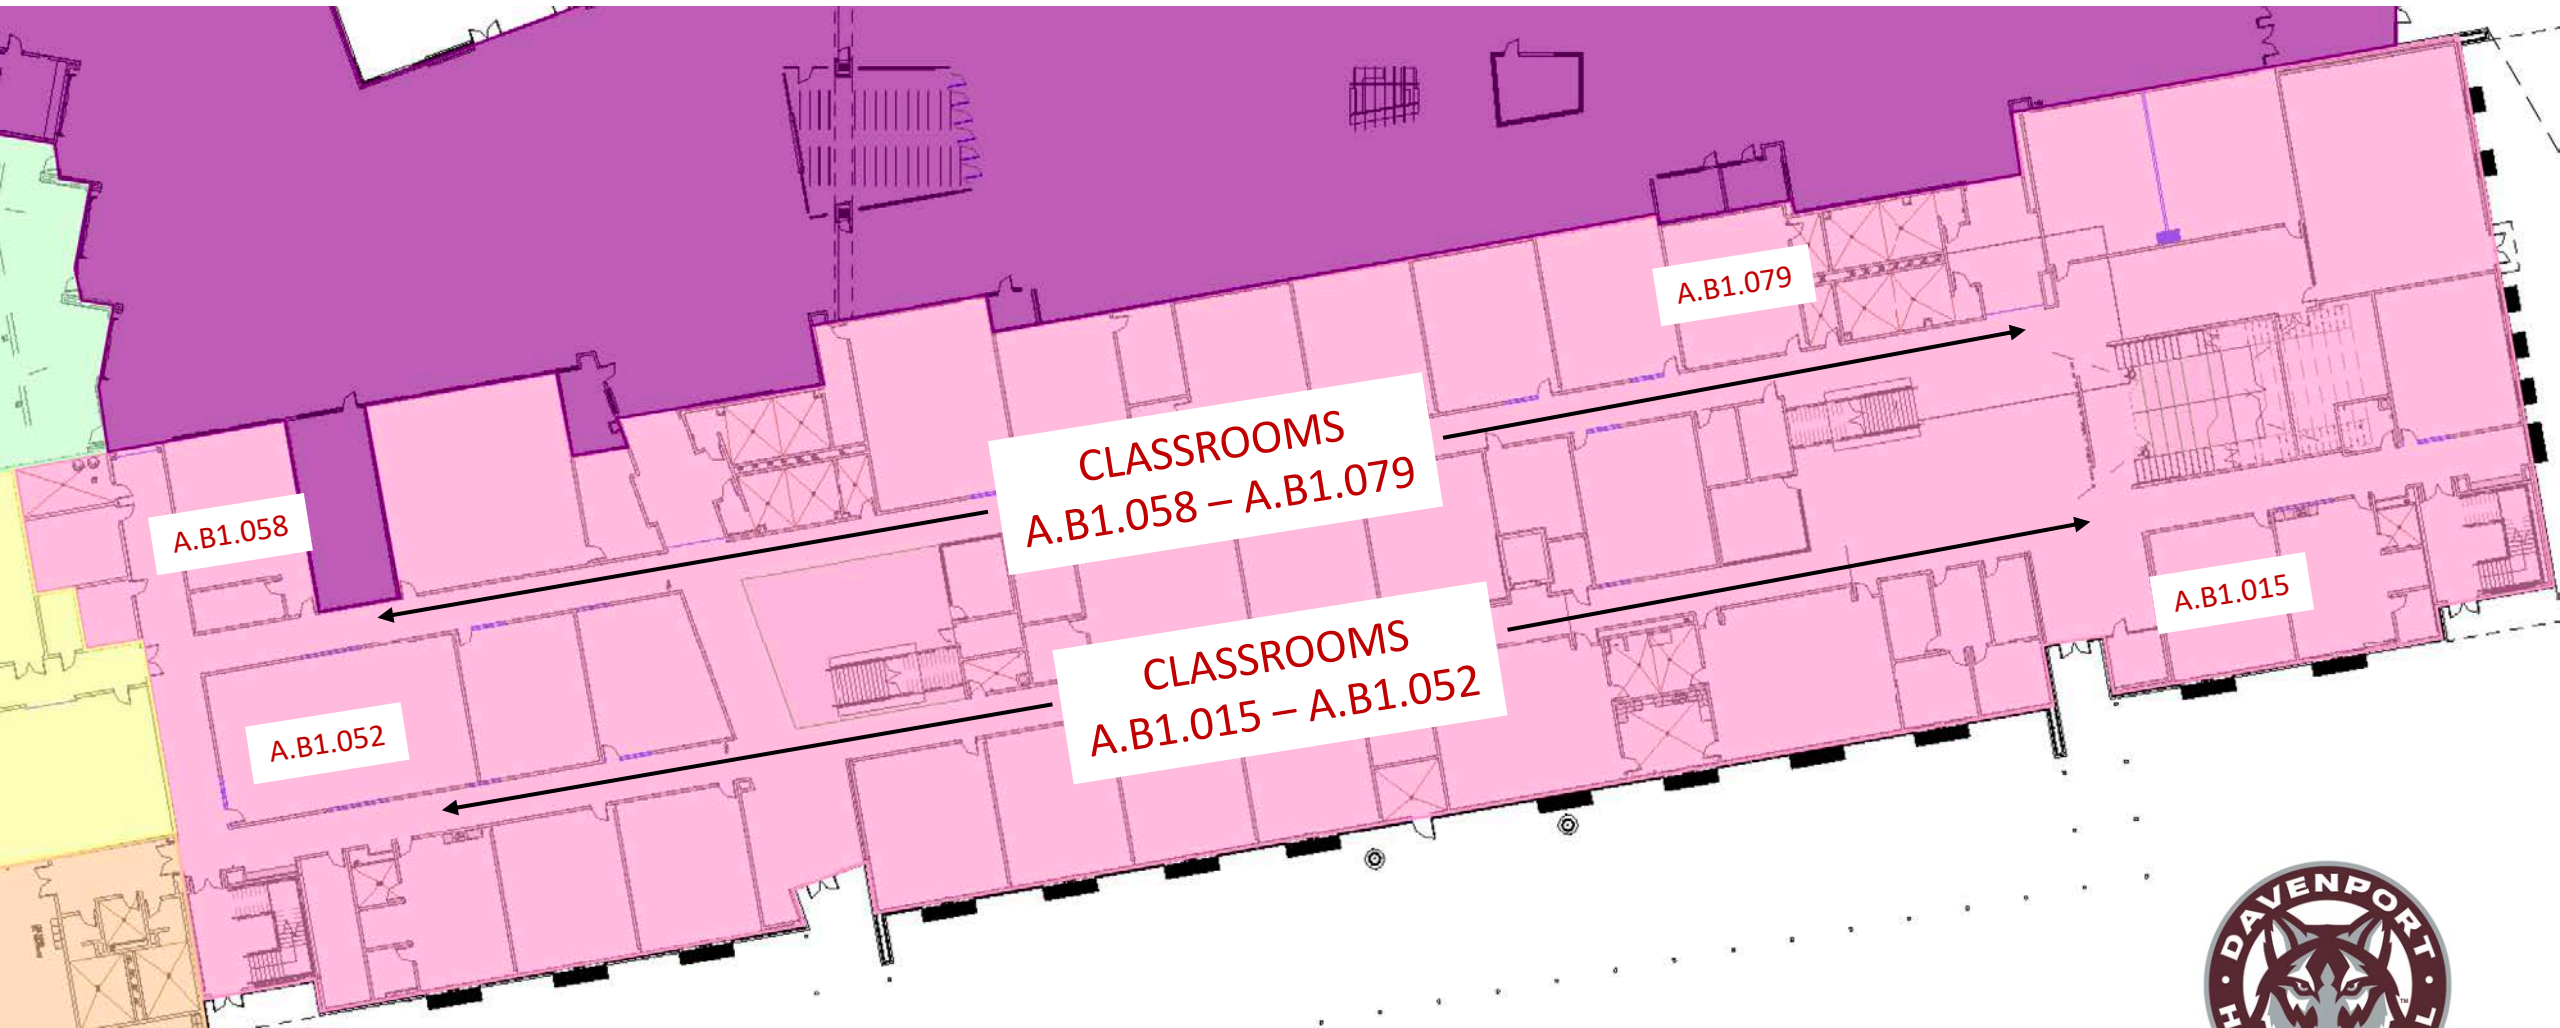 A.B1.079
CLASSROOMS
A.B1.058 – A.B1.079
A.B1.058
A.B1.015
CLASSROOMS
A.B1.015 – A.B1.052
A.B1.052
DAVENPORT